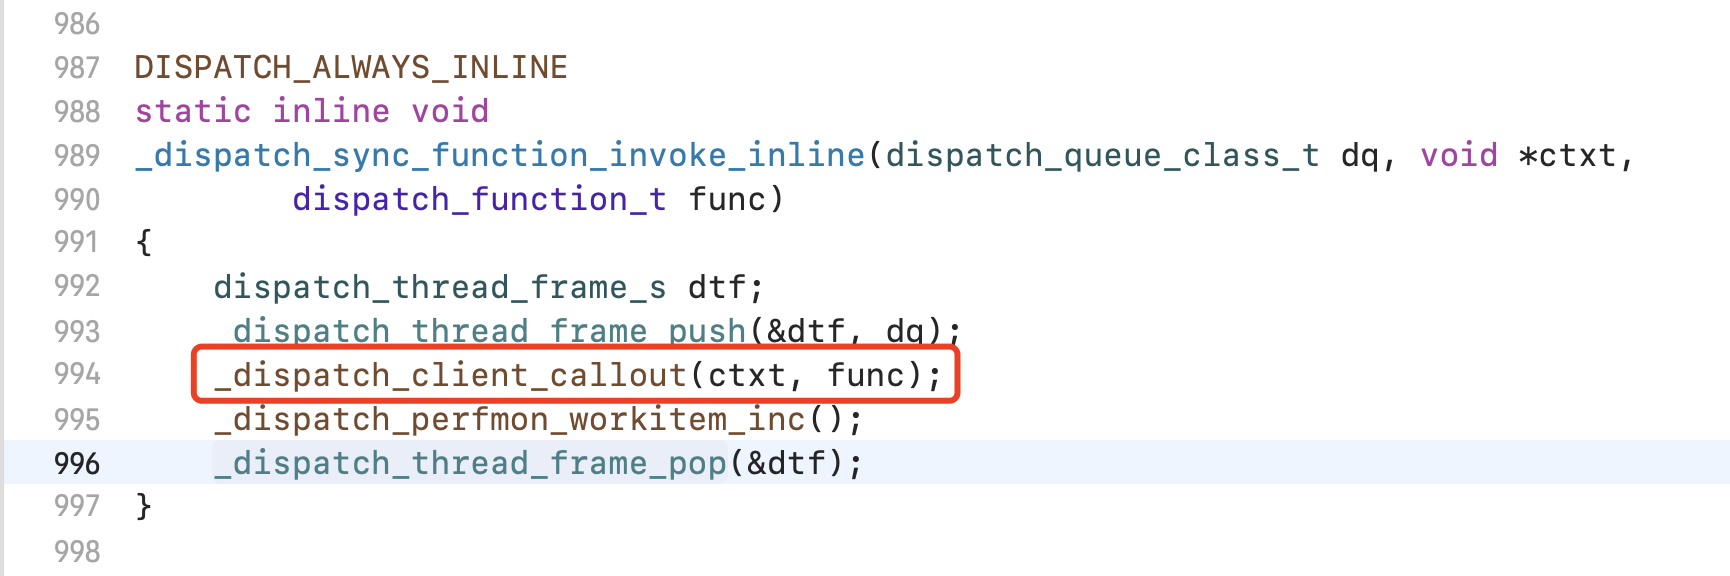 986
987 DISPATCH_ALWAYS_INLINE
988 static inline void
989 _dispatch_sync_function_invoke_inline(dispatch_queue_class_t dq, void *ctxt,
990         dispatch_function_t func)
991 {
992     dispatch_thread_frame_s dtf;
993     _dispatch_thread_frame_push(&dtf, dq);
994     _dispatch_client_callout(ctxt, func);
995     _dispatch_perfmon_workitem_inc();
996     _dispatch_thread_frame_pop(&dtf);
997 }
998